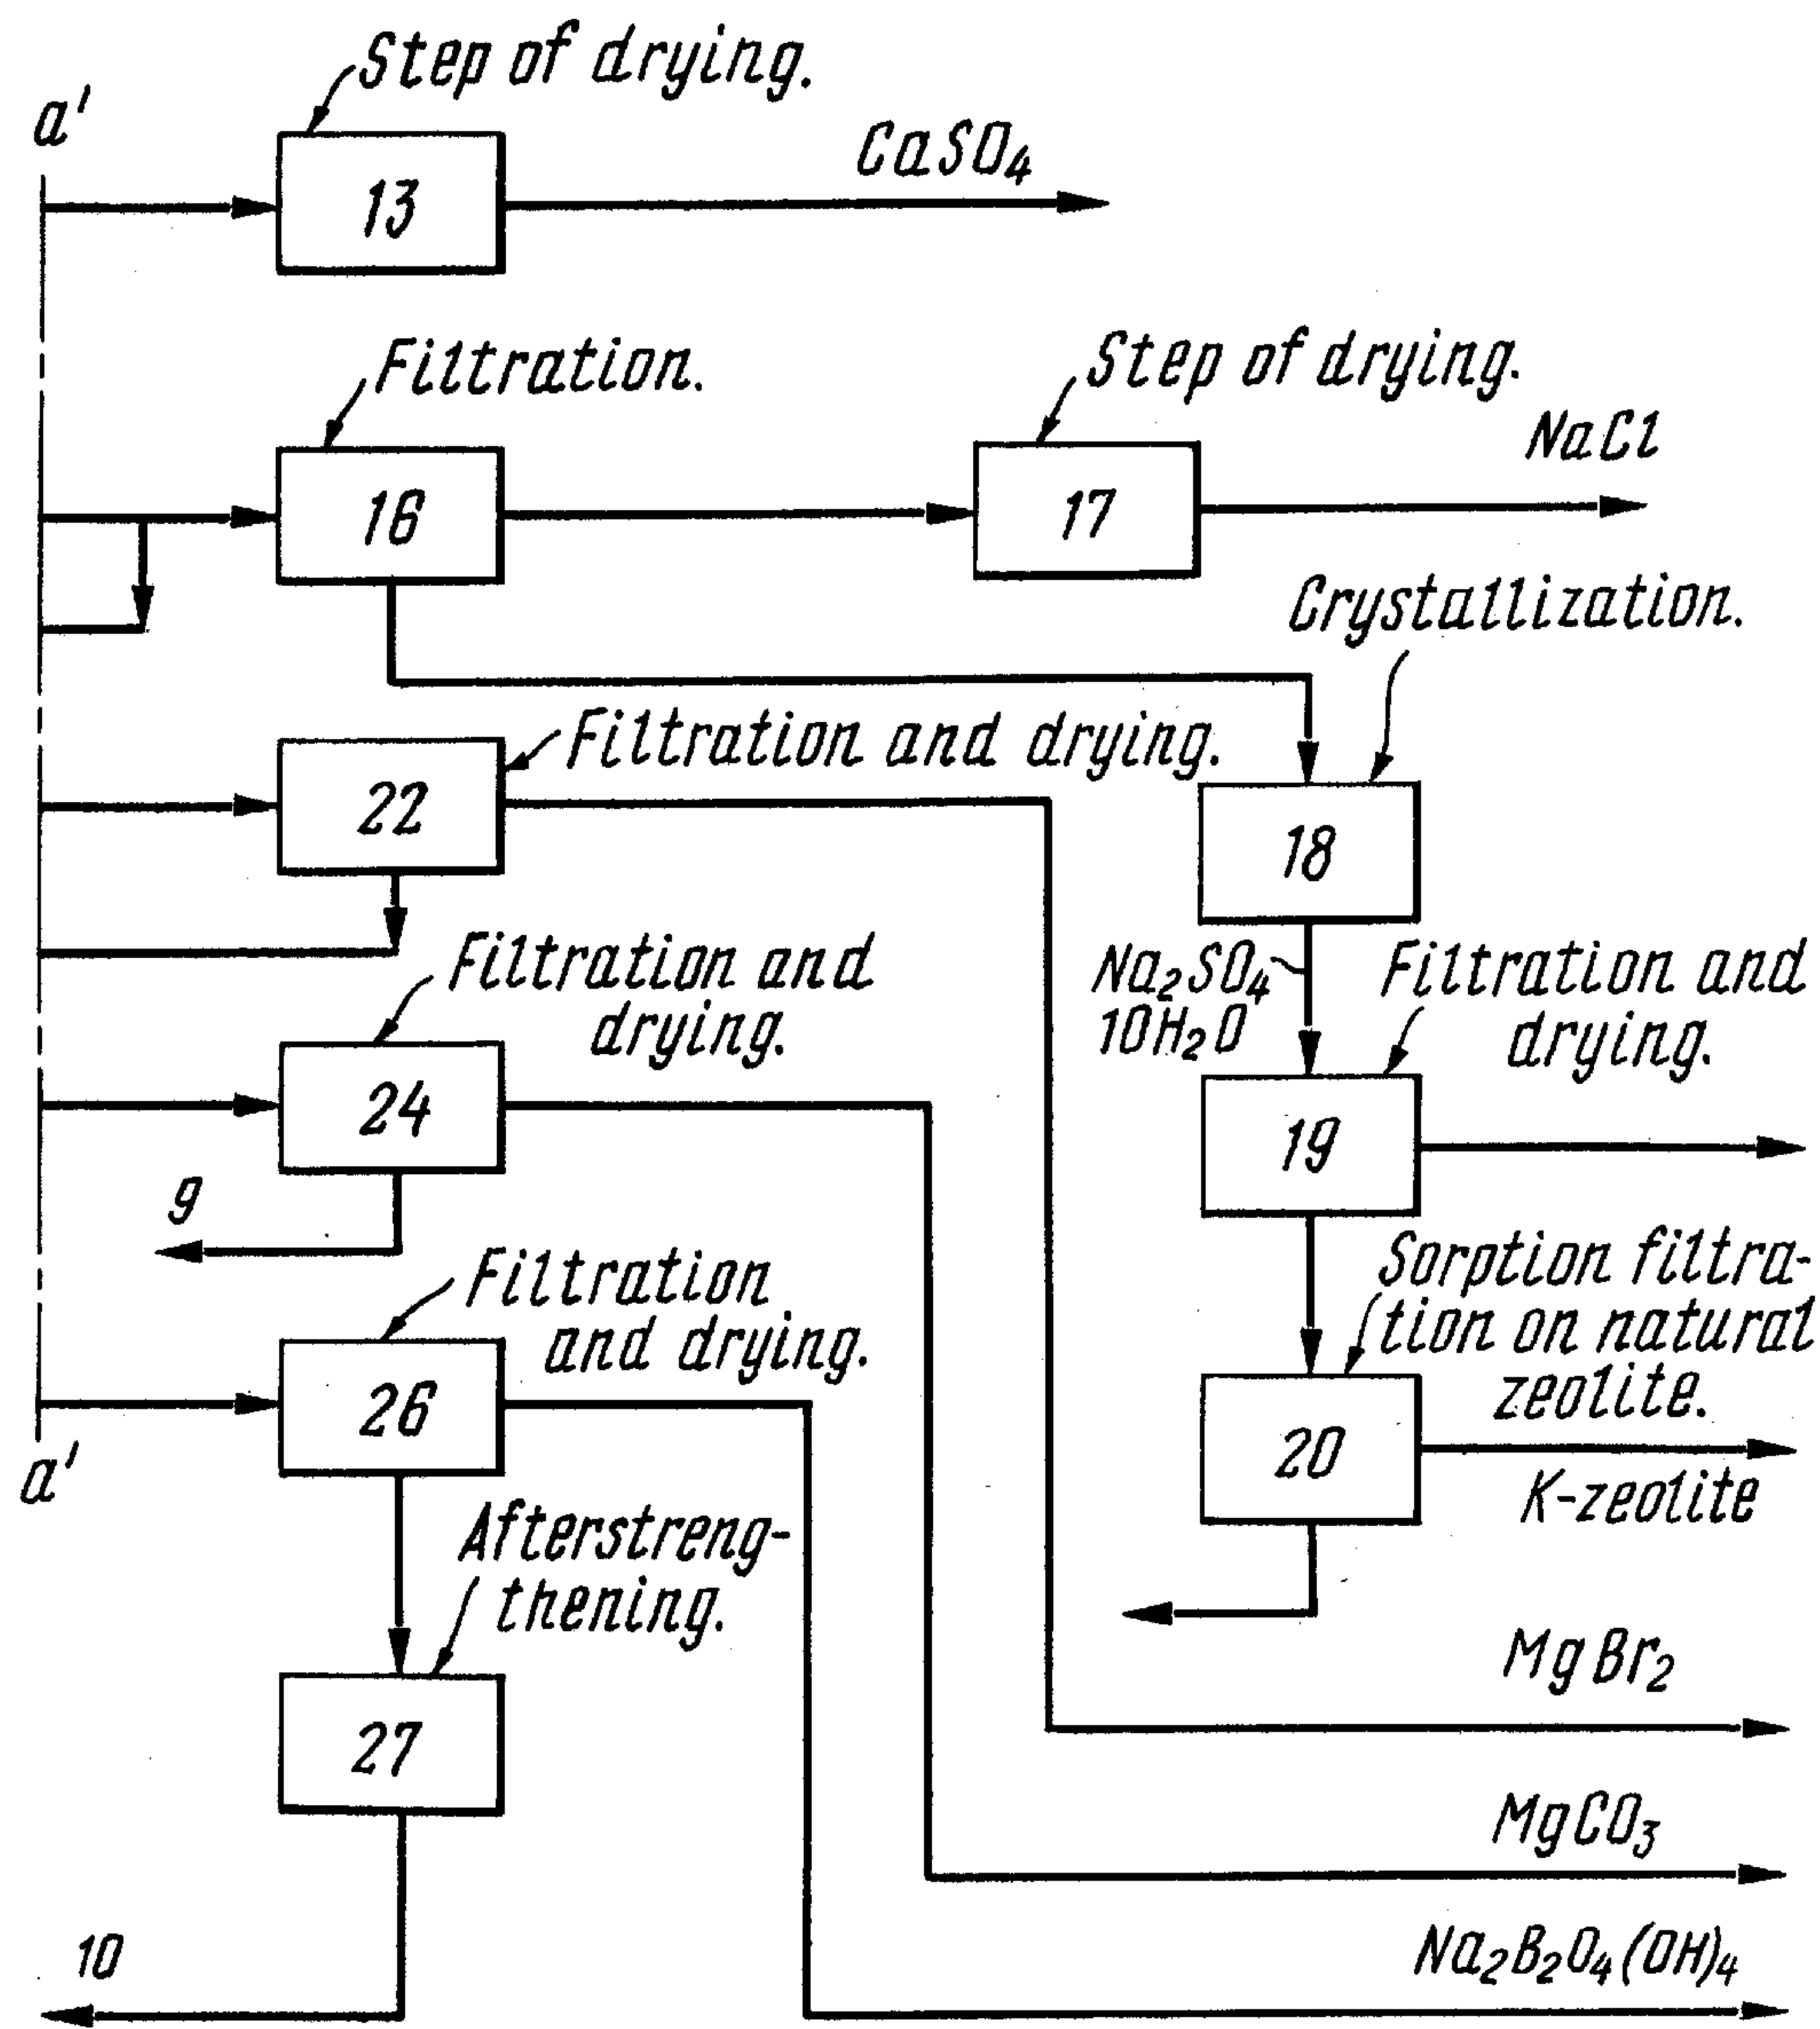 Step of drying.
a'
13
CaSO4
Filtration.
Step of drying.
NaCl
16
17
Crystallization.
Filtration and drying.
22
18
Filtration and
drying.
Na2SO4
10H2O
Filtration and
drying.
24
19
9
Sorption filtra-
tion on natural
zeolite.
Filtration
and drying.
26
20
K-zeolite
a'
Afterstreng-
thening.
27
MgBr2
MgCO3
10
Na2B2O4(OH)4